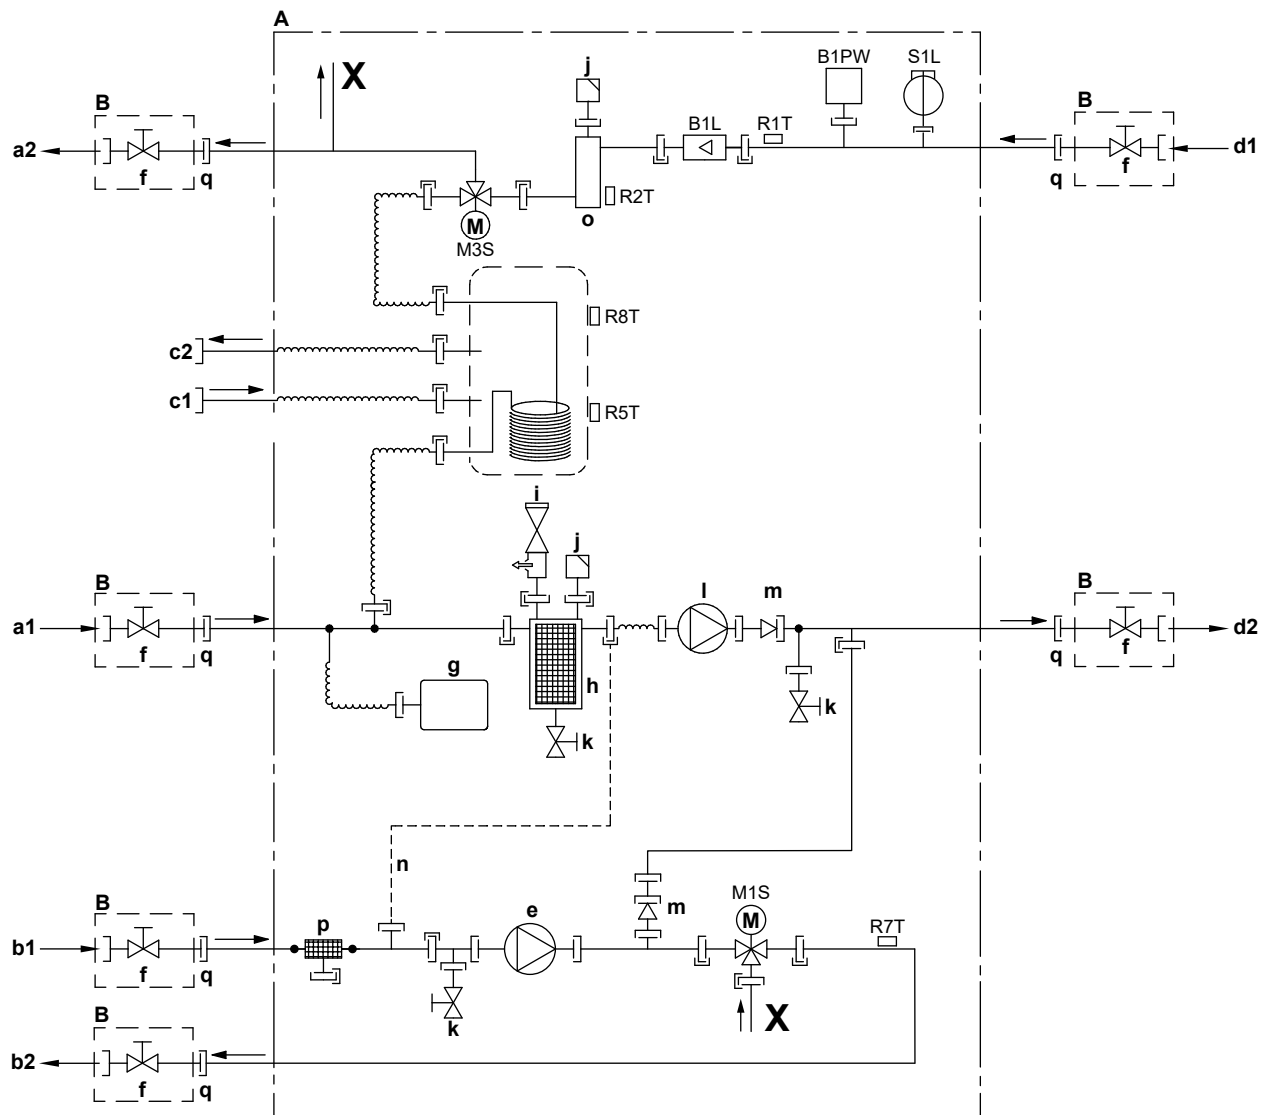 A
X
j
B1PW
S1L
B
B
B1L
R1T
a2
d1
f
q
q
f
R2T
M
o
M3S
R8T
c2
c1
R5T
i
j
B
l
m
B
a1
d2
f
q
q
f
g
h
k
k
n
B
p
e
M1S
m
M
R7T
b1
f
q
k
X
B
b2
f
q